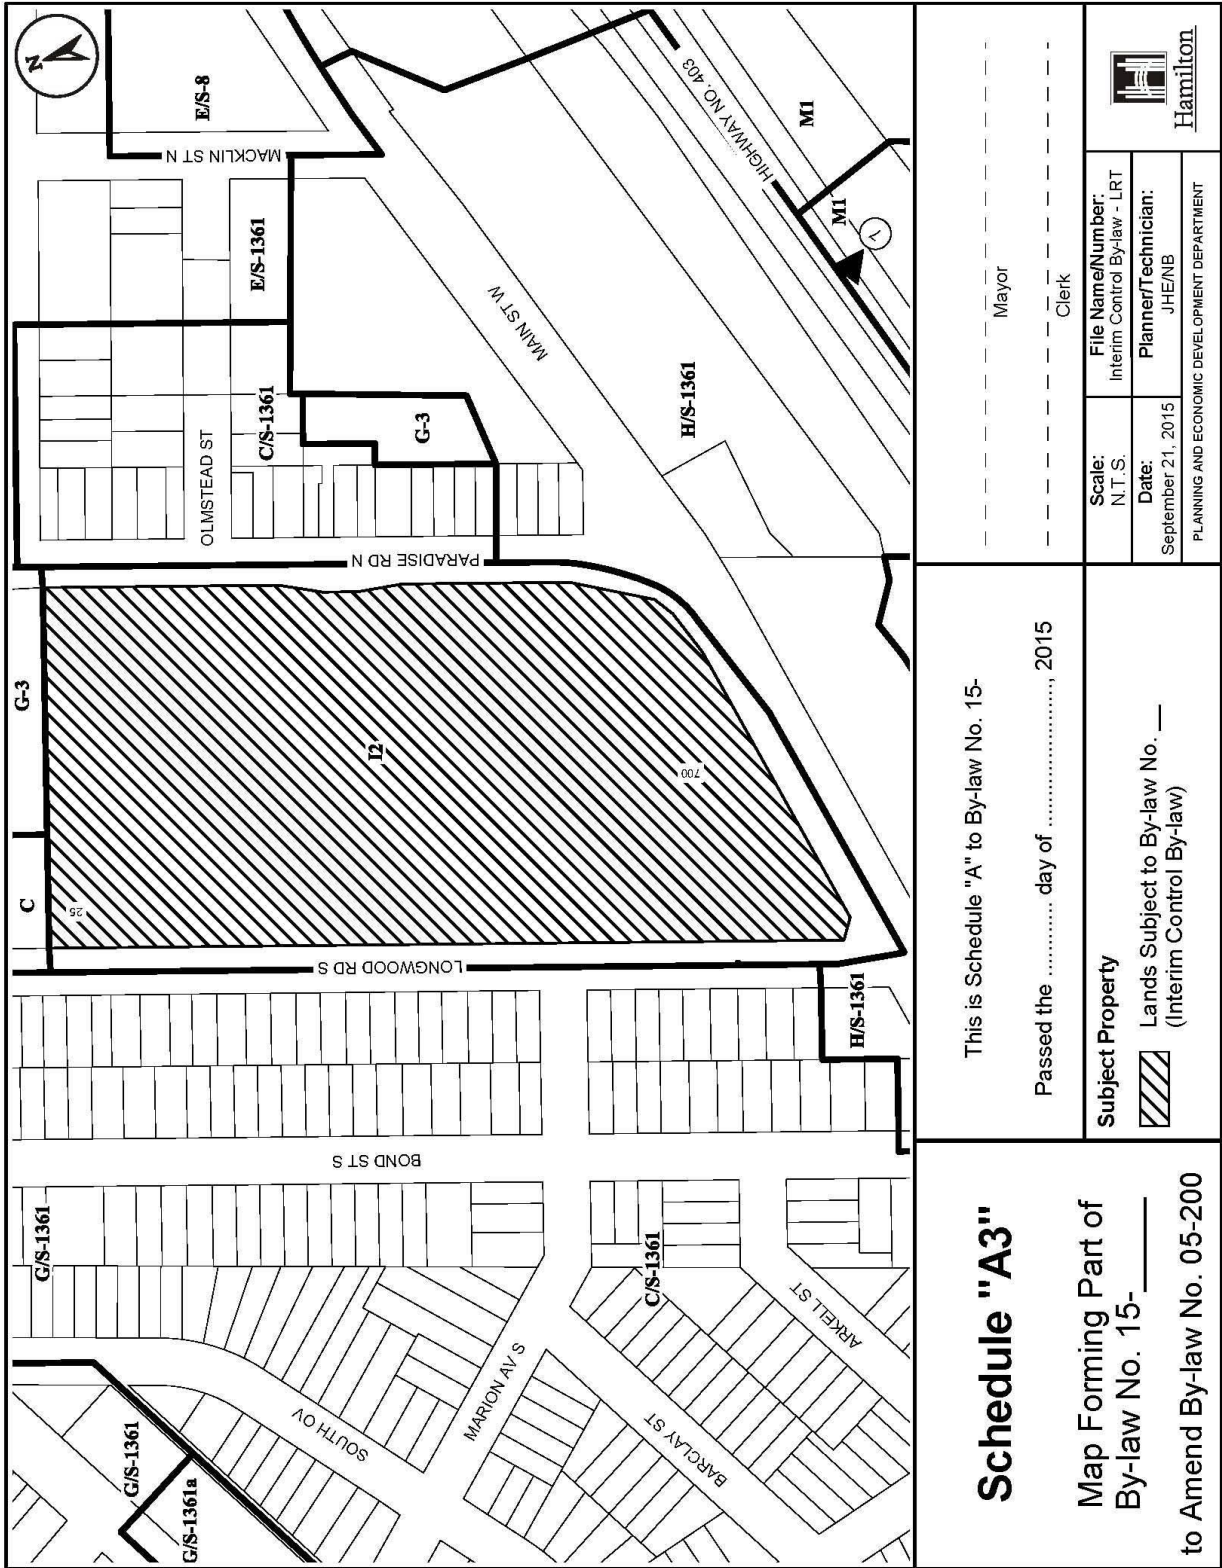 N
G/S-1361
G/S-1361a
G/S-1361
SOUTH OV
MARION AV S
BARCLAY ST
ARKELL ST
C/S-1361
BOND ST S
LONGWOOD RD S
H/S-1361
C
25
G-3
I2
700
PARADISE RD N
OLMSTEAD ST
C/S-1361
G-3
E/S-1361
MACKLIN ST N
E/S-8
MAIN ST W
H/S-1361
HIGHWAY NO. 403
M1
M1
7
Schedule "A3"
Map Forming Part of
By-law No. 15-______
to Amend By-law No. 05-200
This is Schedule "A" to By-law No. 15-
Passed the ............ day of ........................, 2015
Mayor
Clerk
Subject Property
Lands Subject to By-law No. __
(Interim Control By-law)
Scale:
N.T.S.
File Name/Number:
Interim Control By-law - LRT
Date:
September 21, 2015
Planner/Technician:
JHE/NB
PLANNING AND ECONOMIC DEVELOPMENT DEPARTMENT
Hamilton